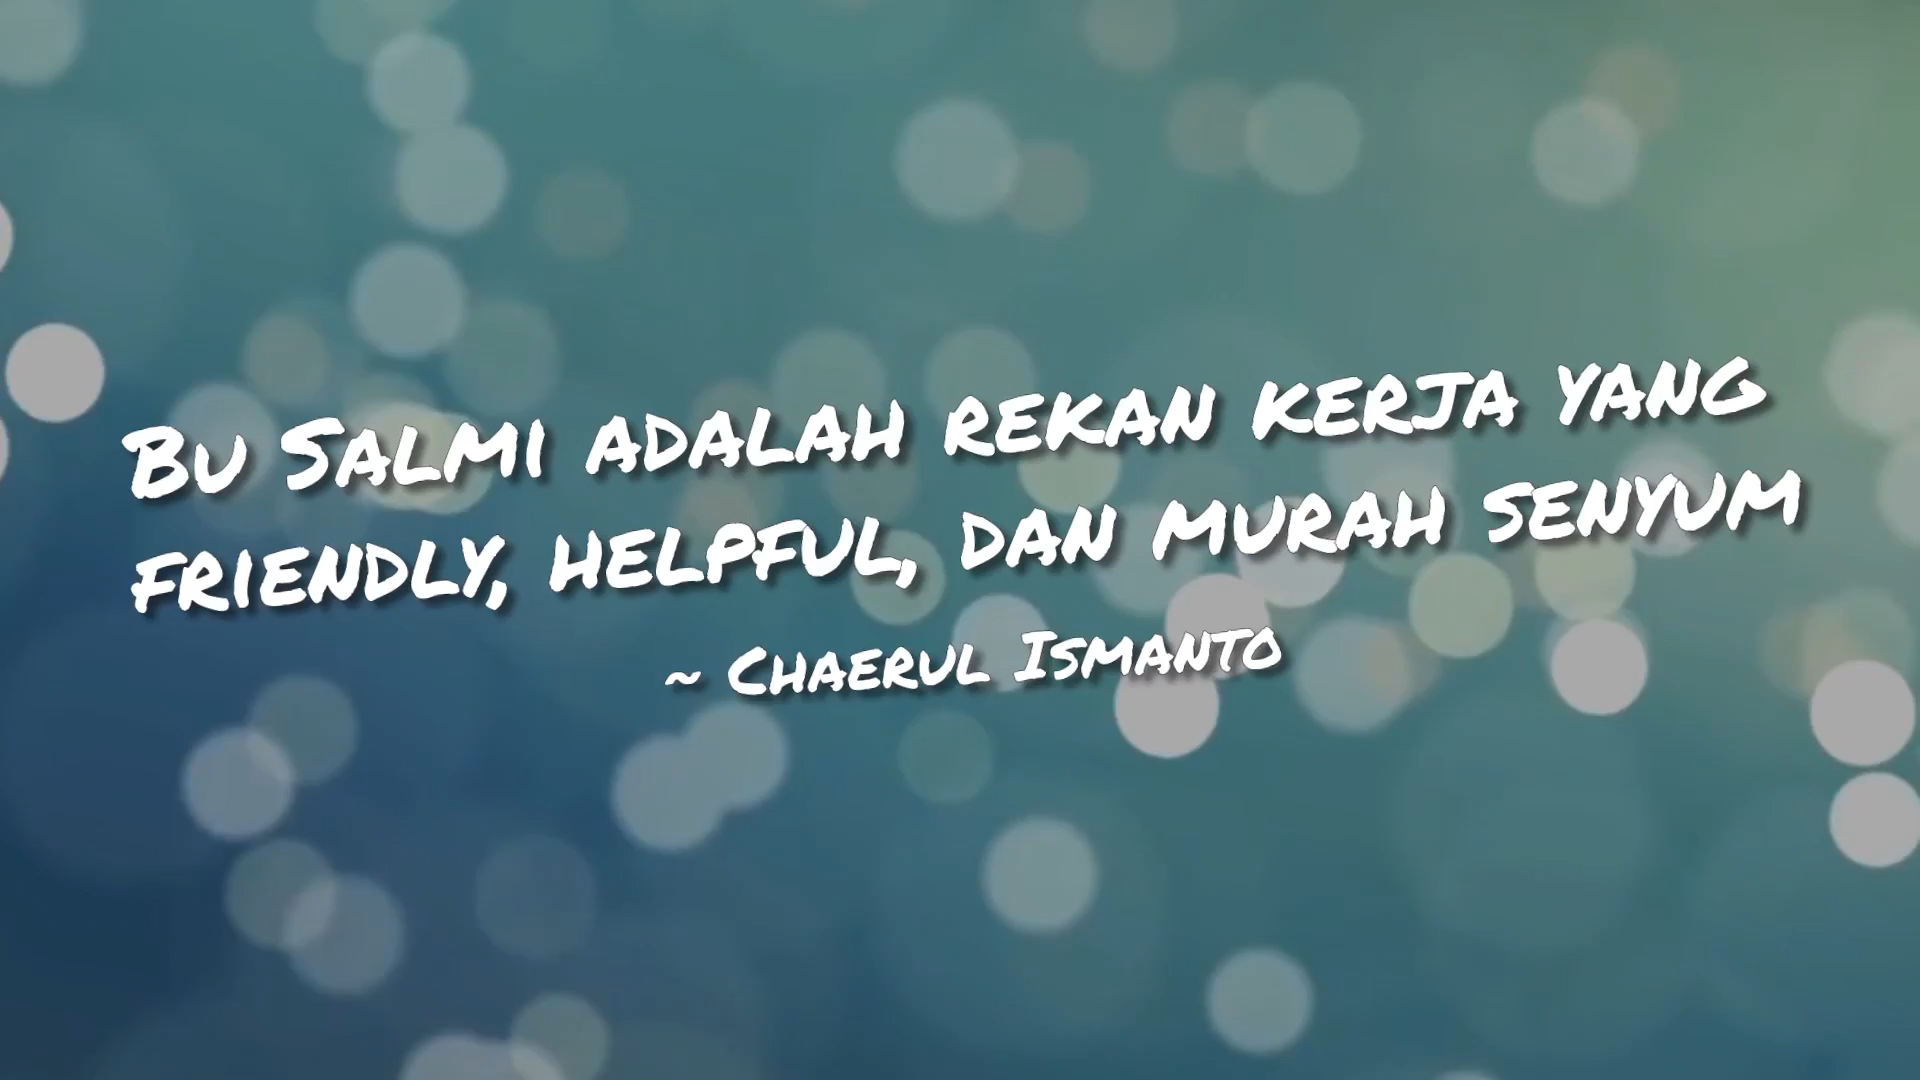 Bu Salmi adalah rekan kerja yang
friendly, helpful, dan murah senyum
~ Chaerul Ismanto